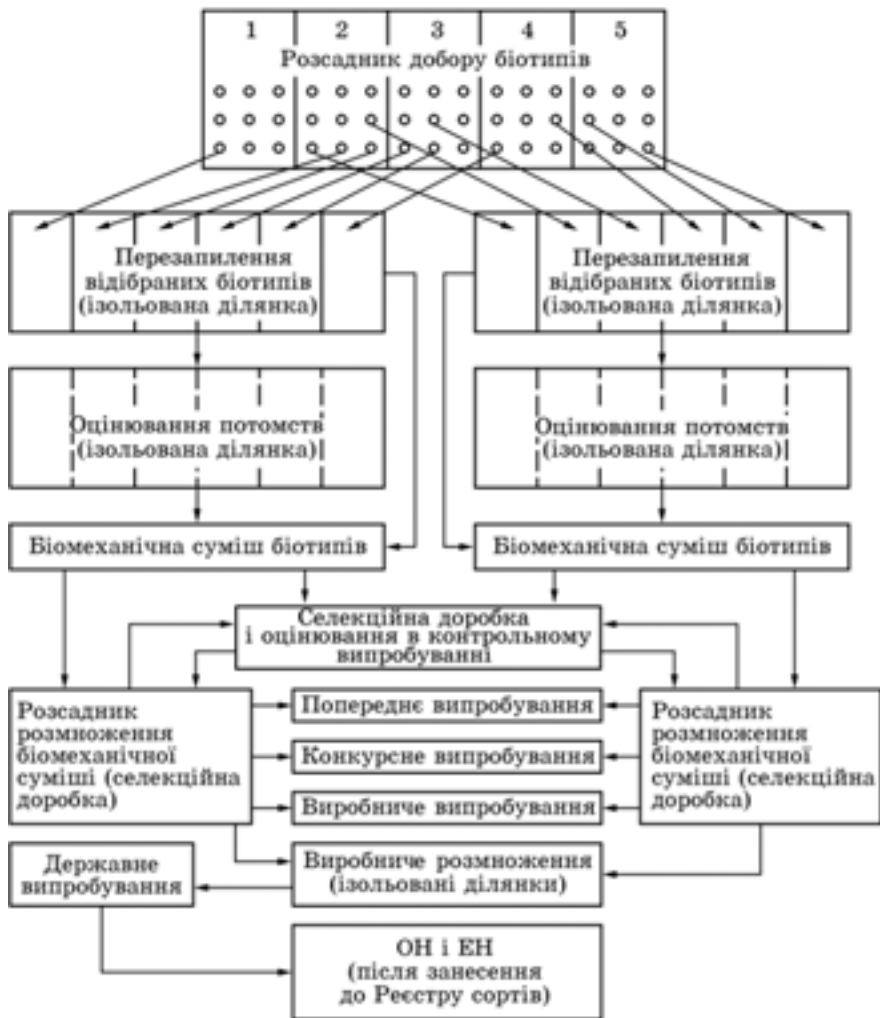 1 2 3 4 5
Розсадник добору біотипів
Перезапилення
відібраних біотипів
(ізольована ділянка)
Перезапилення
відібраних біотипів
(ізольована ділянка)
Оцінювання потомств
(ізольована ділянка)
Оцінювання потомств
(ізольована ділянка)
Біомеханічна суміш біотипів
Біомеханічна суміш біотипів
Селекційна доробка
і оцінювання в контрольному
випробуванні
Розсадник
розмноження
біомеханічної
суміші (селекційна
доробка)
Попереднє випробування
Конкурсне випробування
Виробниче випробування
Розсадник
розмноження
біомеханічної
суміші (селекційна
доробка)
Державне
випробування
Виробниче розмноження
(ізольовані ділянки)
ОН і ЕН
(після занесення
до Реєстру сортів)